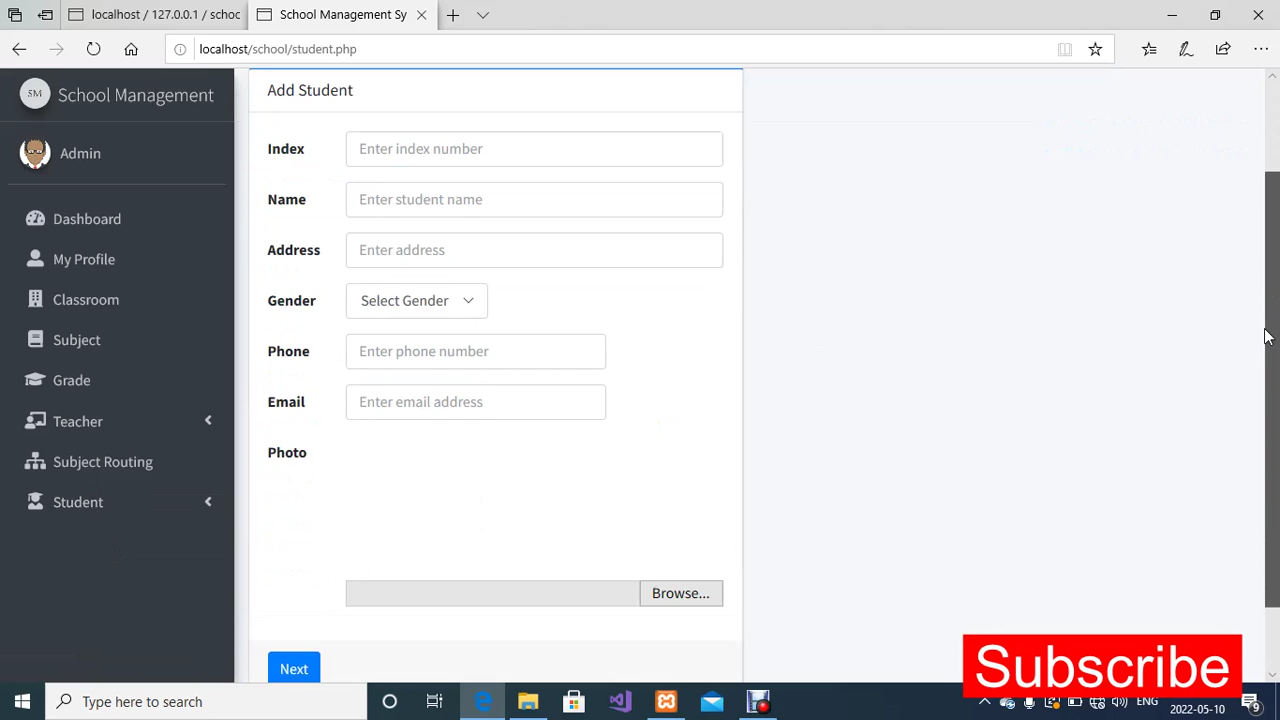 localhost / 127.0.0.1 / schoc
School Management Sy
localhost/school/student.php
SM
School Management
Admin
Dashboard
My Profile
Classroom
Subject
Grade
Teacher
Subject Routing
Student
Add Student
Index
Enter index number
Name
Enter student name
Address
Enter address
Gender
Select Gender
Phone
Enter phone number
Email
Enter email address
Photo
Browse...
Next
Subscribe
Type here to search
ENG
2022-05-10
9